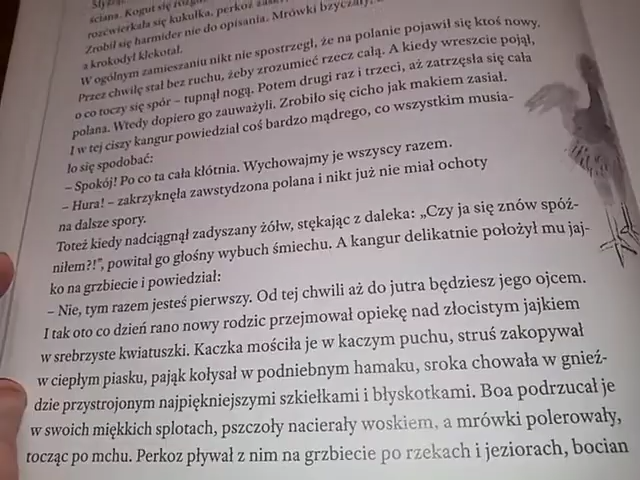 ściana. Kogut się
rozćwierkała się kukułka, perkoz
Zrobił się harmider nie do opisania. Mrówki bzyczały,
a krokodyl klekotał.
W ogólnym zamieszaniu nikt nie spostrzegł, że na polanie pojawił się ktoś nowy.
Przez chwilę stał bez ruchu, żeby zrozumieć rzecz całą. A kiedy wreszcie pojął,
o co toczy się spór – tupnął nogą. Potem drugi raz i trzeci, aż zatrzęsła się cała
polana. Wtedy dopiero go zauważyli. Zrobiło się cicho jak makiem zasiał.
I w tej ciszy kangur powiedział coś bardzo mądrego, co wszystkim musia-
ło się spodobać:
– Spokój! Po co ta cała kłótnia. Wychowajmy je wszyscy razem.
– Hura! – zakrzyknęła zawstydzona polana i nikt już nie miał ochoty
na dalsze spory.
Toteż kiedy nadciągnął zadyszany żółw, stękając z daleka: „Czy ja się znów spóź-
niłem?!”, powitał go głośny wybuch śmiechu. A kangur delikatnie położył mu jaj-
ko na grzbiecie i powiedział:
– Nie, tym razem jesteś pierwszy. Od tej chwili aż do jutra będziesz jego ojcem.
I tak oto co dzień rano nowy rodzic przejmował opiekę nad złocistym jajkiem
w srebrzyste kwiatuszki. Kaczka mościła je w kaczym puchu, struś zakopywał
w ciepłym piasku, pająk kołysał w podniebnym hamaku, sroka chowała w gnieź-
dzie przystrojonym najpiękniejszymi szkiełkami i błyskotkami. Boa podrzucał je
w swoich miękkich splotach, pszczoły nacierały woskiem, a mrówki polerowały,
tocząc po mchu. Perkoz pływał z nim na grzbiecie po rzekach i jeziorach, bocian